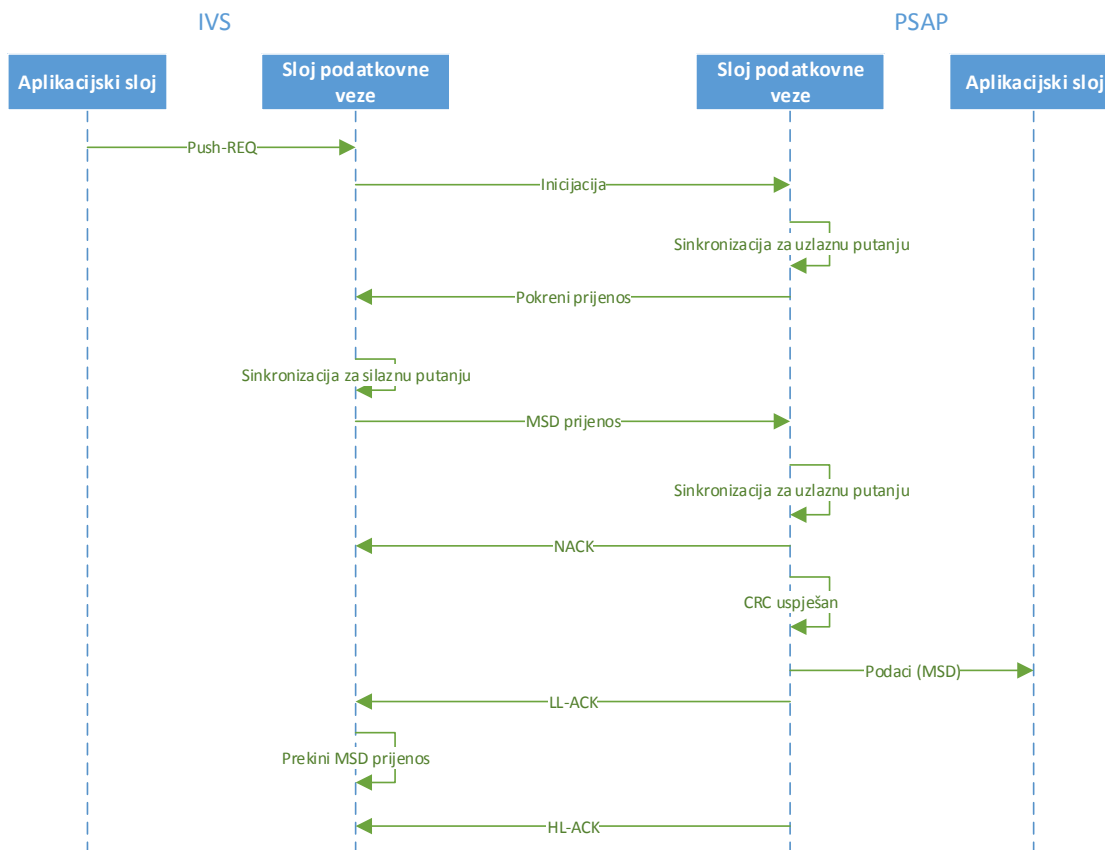 IVS
PSAP
Aplikacijski sloj
Sloj podatkovne
veze
Sloj podatkovne
veze
Aplikacijski sloj
Push-REQ
Inicijacija
Sinkronizacija za uzlaznu putanju
Pokreni prijenos
Sinkronizacija za silaznu putanju
MSD prijenos
Sinkronizacija za uzlaznu putanju
NACK
CRC uspješan
Podaci (MSD)
LL-ACK
Prekini MSD prijenos
HL-ACK